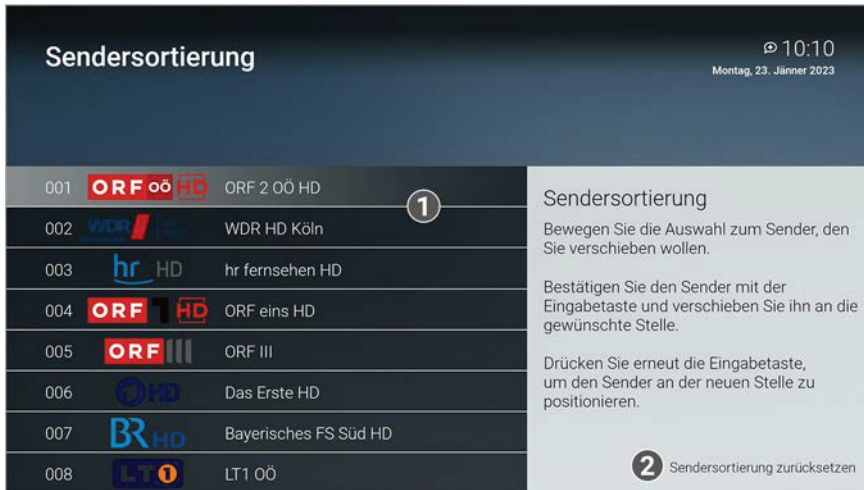 Sendersortierung
10:10
Montag, 23. Jänner 2023
001 ORF OÖ HD ORF 2 OÖ HD
1
002 WDR WDR HD Köln
003 hr HD hr fernsehen HD
004 ORF 1 HD ORF eins HD
005 ORF III ORF III
006 1 HD Das Erste HD
007 BR HD Bayerisches FS Süd HD
008 LT1 LT1 OÖ
Sendersortierung
Bewegen Sie die Auswahl zum Sender, den
Sie verschieben wollen.
Bestätigen Sie den Sender mit der
Eingabetaste und verschieben Sie ihn an die
gewünschte Stelle.
Drücken Sie erneut die Eingabetaste,
um den Sender an der neuen Stelle zu
positionieren.
2 Sendersortierung zurücksetzen